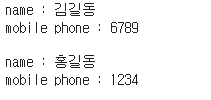 name : 김길동
mobile phone : 6789
name : 홍길동
mobile phone : 1234